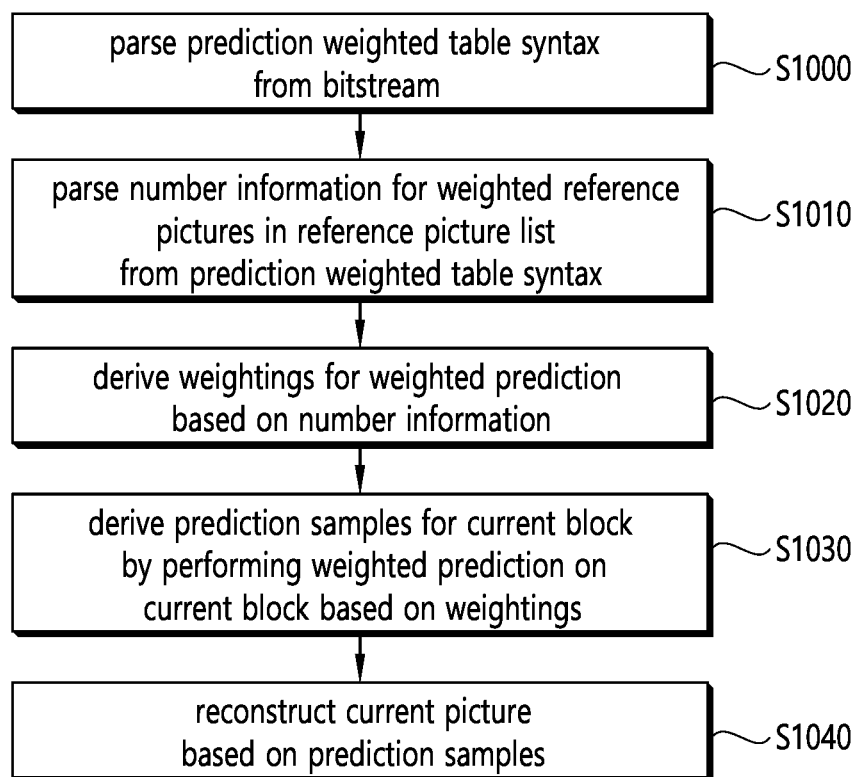 parse prediction weighted table syntax
from bitstream
S1000
parse number information for weighted reference
pictures in reference picture list
from prediction weighted table syntax
S1010
derive weightings for weighted prediction
based on number information
S1020
derive prediction samples for current block
by performing weighted prediction on
current block based on weightings
S1030
reconstruct current picture
based on prediction samples
S1040